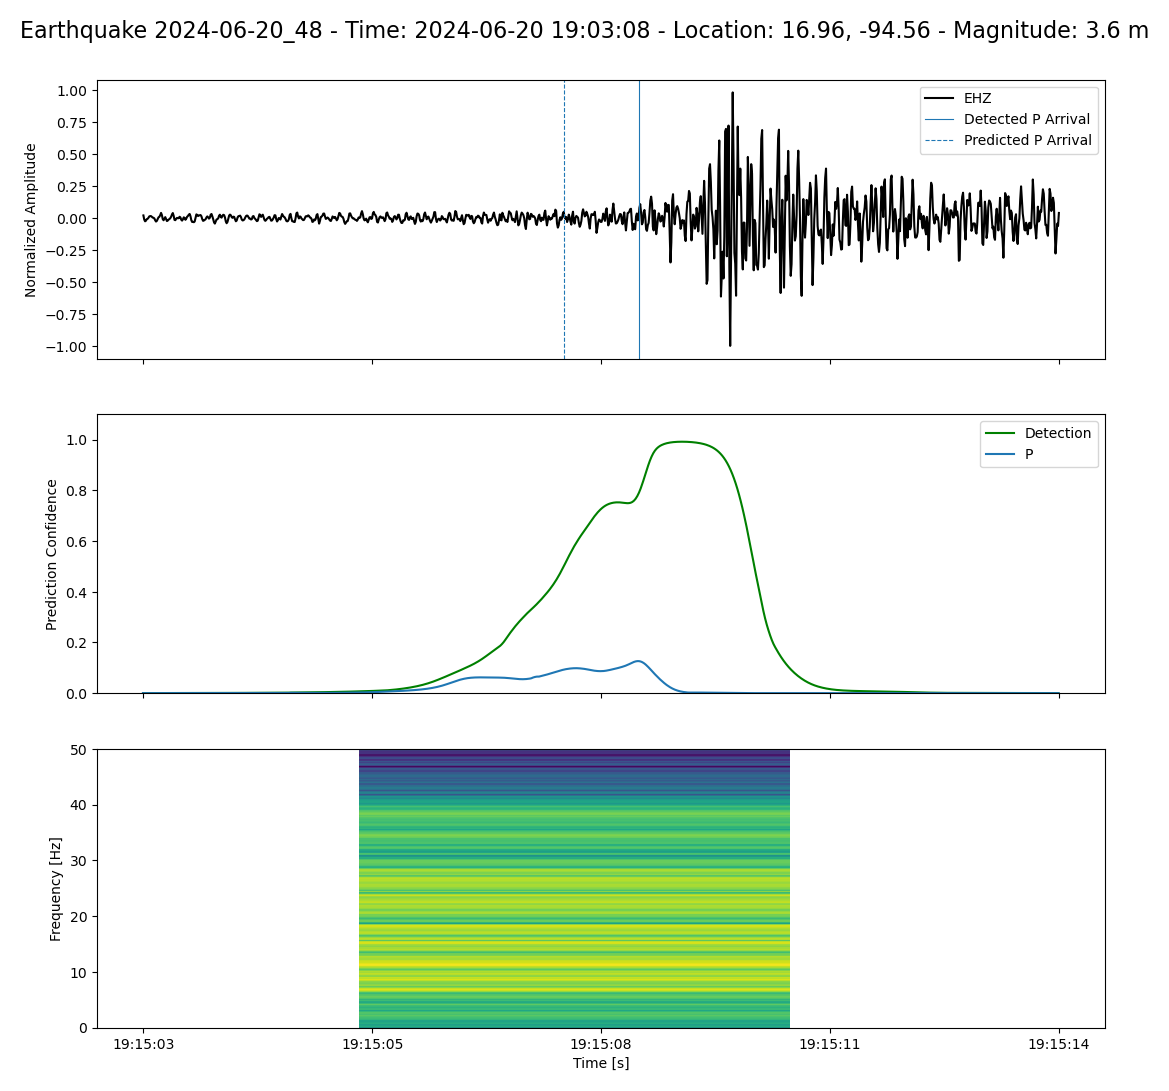 Earthquake 2024-06-20_48 - Time: 2024-06-20 19:03:08 - Location: 16.96, -94.56 - Magnitude: 3.6 m
Normalized Amplitude
1.00
0.75
0.50
0.25
0.00
−0.25
−0.50
−0.75
−1.00
EHZ
Detected P Arrival
Predicted P Arrival
Prediction Confidence
1.0
0.8
0.6
0.4
0.2
0.0
Detection
P
Frequency [Hz]
50
40
30
20
10
0
19:15:03 19:15:05 19:15:08 19:15:11 19:15:14
Time [s]